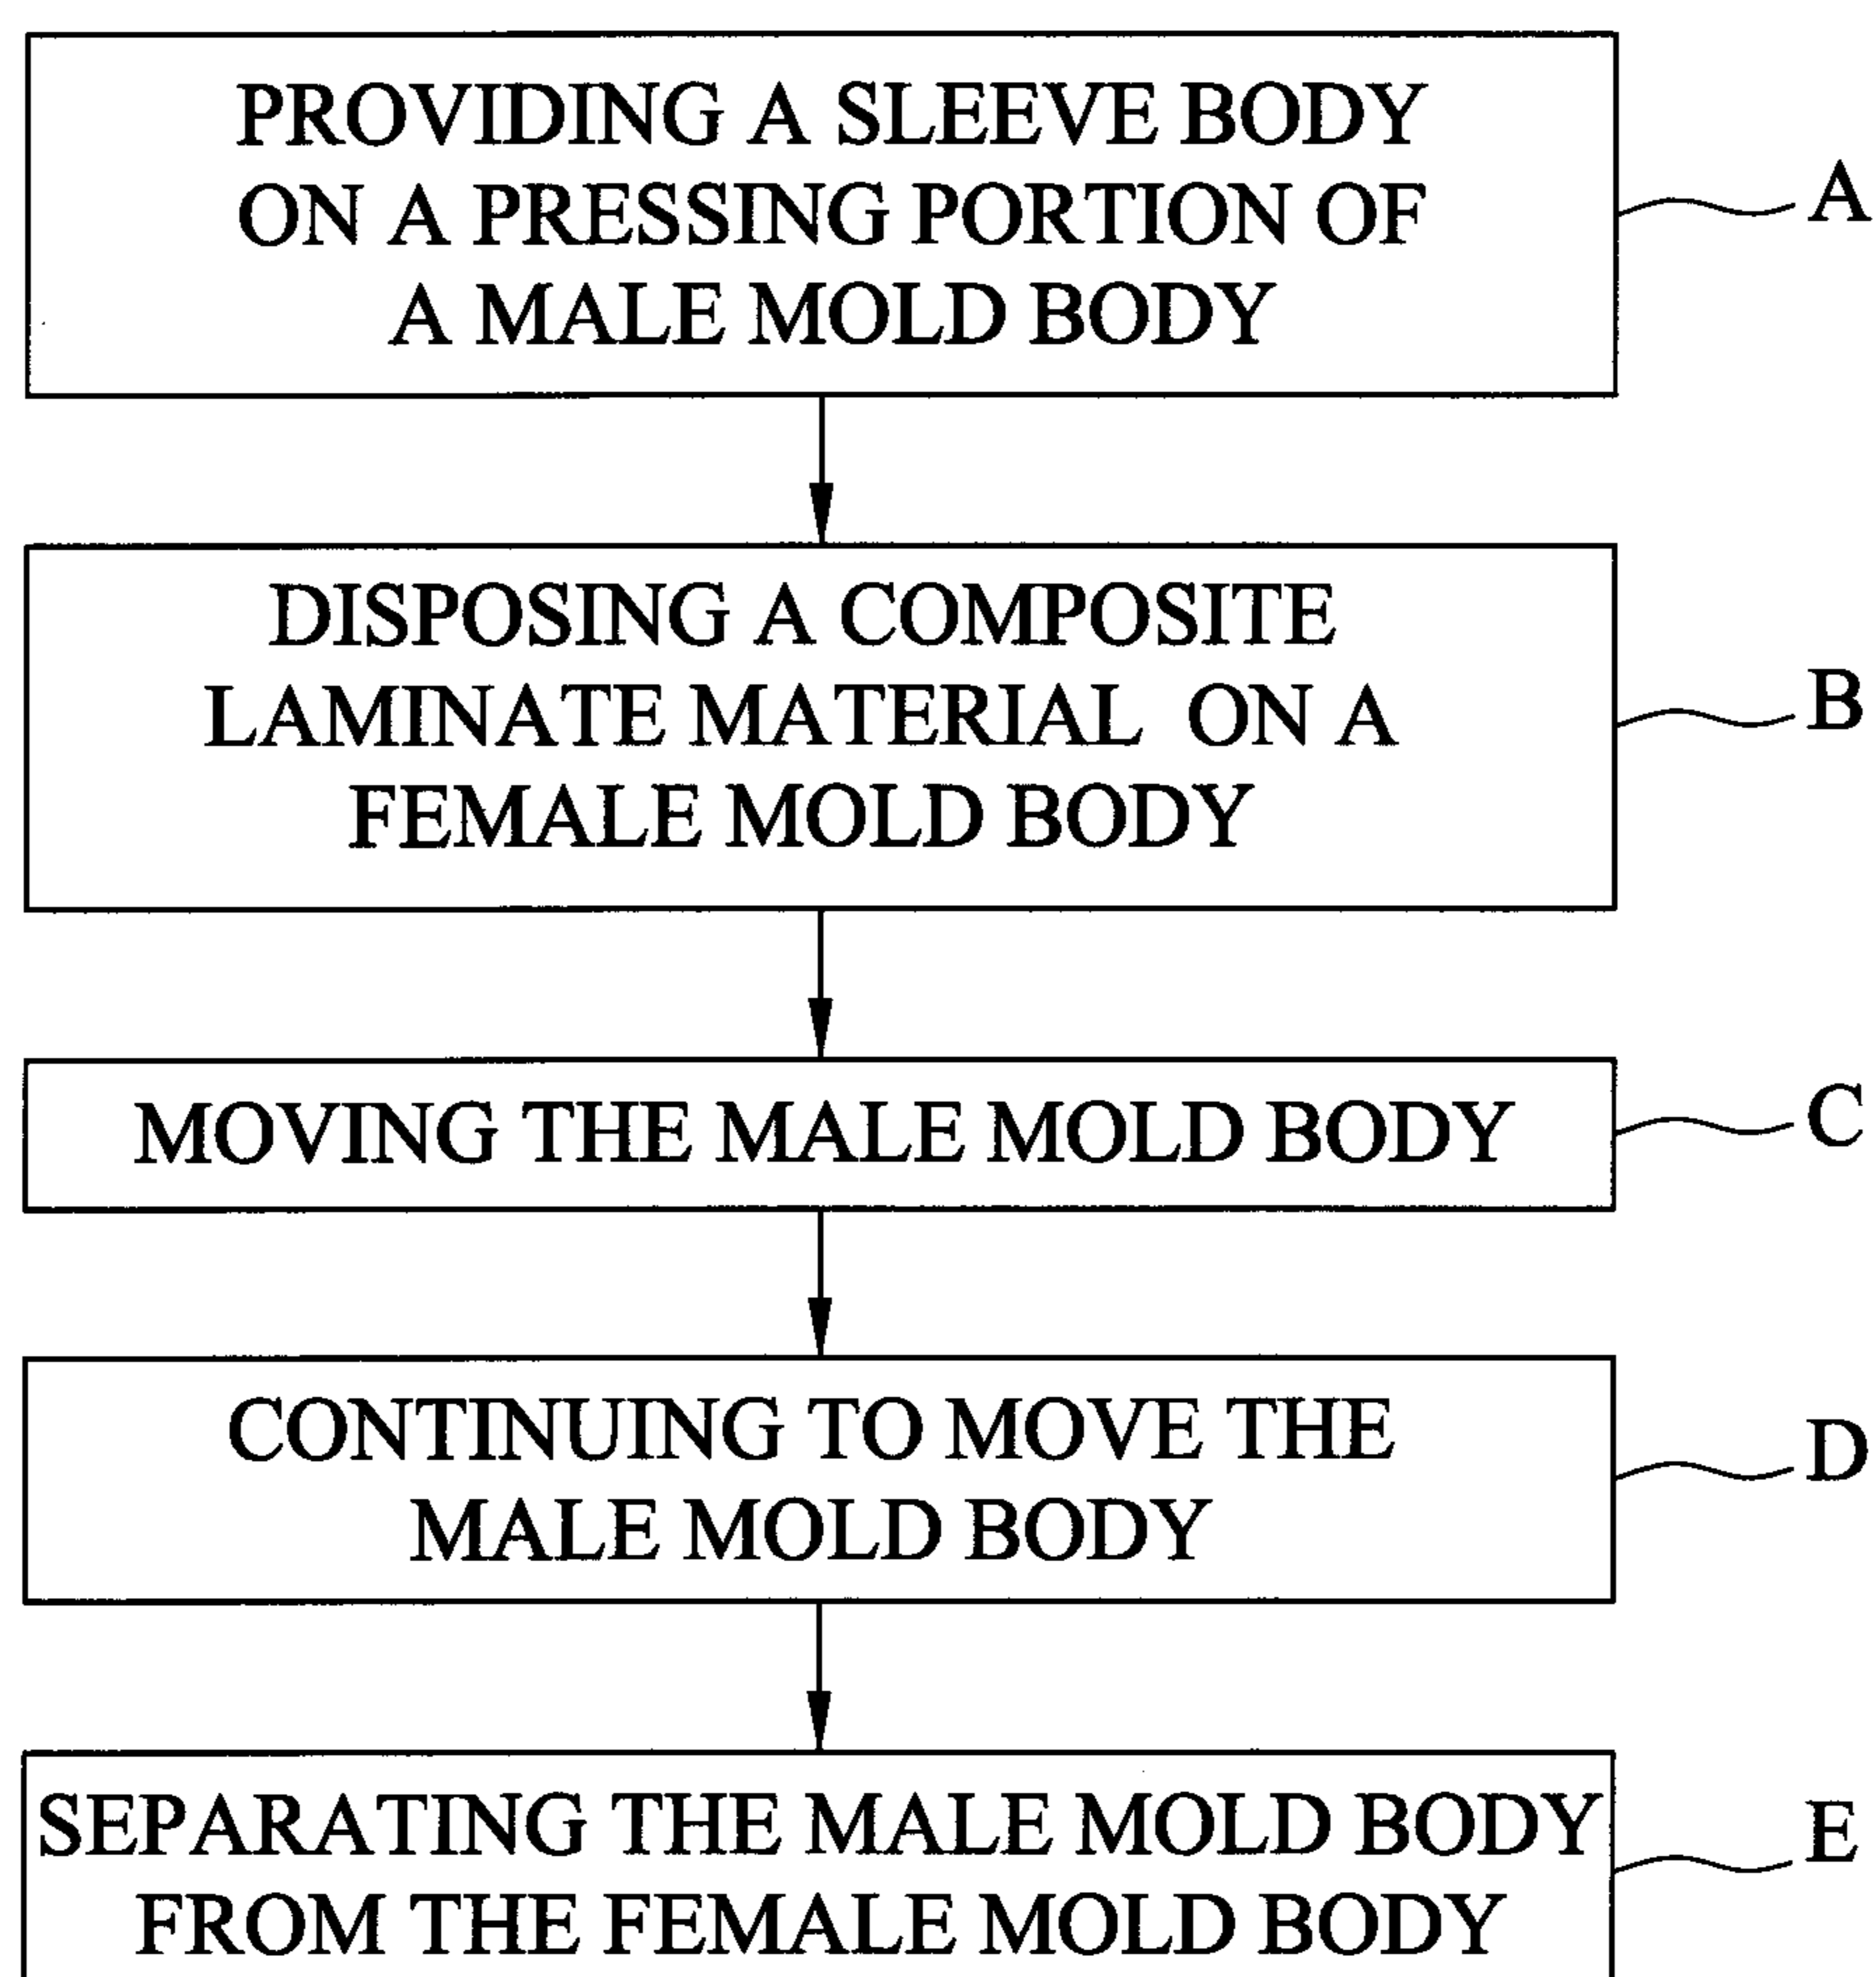 PROVIDING A SLEEVE BODY
ON A PRESSING PORTION OF
A MALE MOLD BODY
A
DISPOSING A COMPOSITE
LAMINATE MATERIAL ON A
FEMALE MOLD BODY
B
MOVING THE MALE MOLD BODY
C
CONTINUING TO MOVE THE
MALE MOLD BODY
D
SEPARATING THE MALE MOLD BODY
FROM THE FEMALE MOLD BODY
E